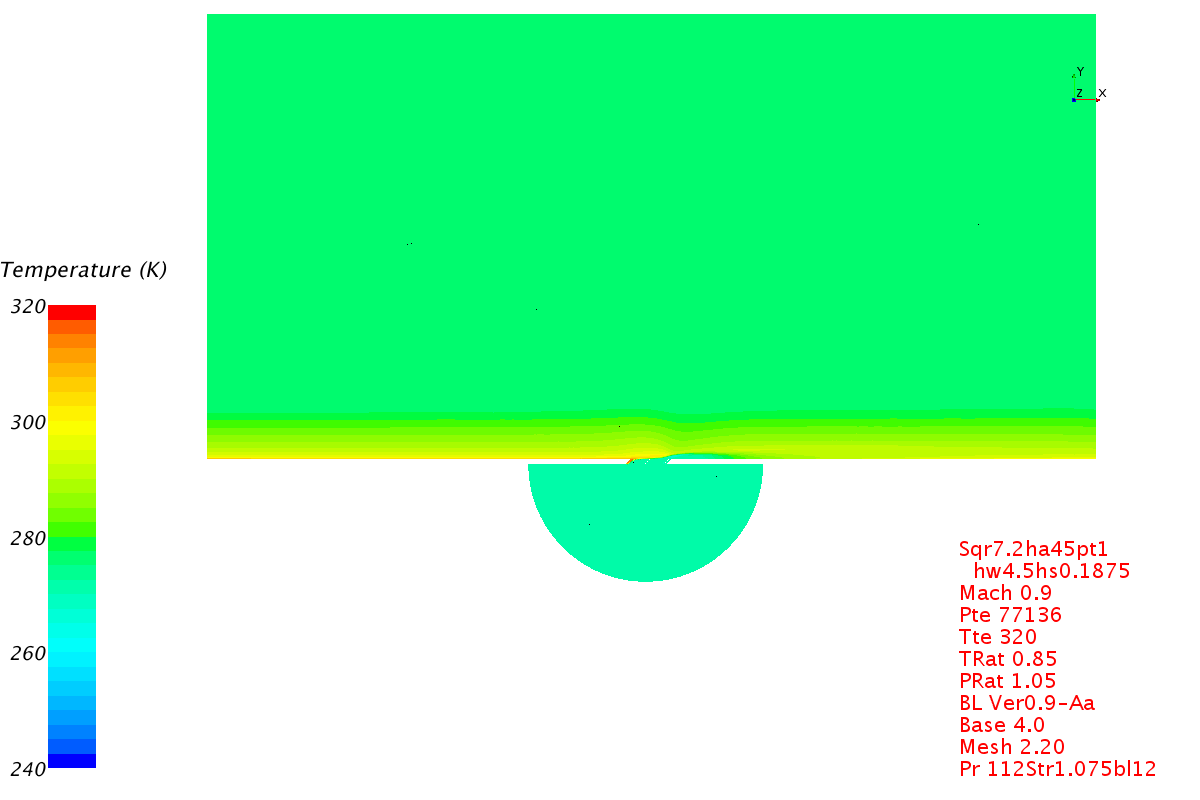 Y
Z X
Temperature (K)
320
300
280
260
240
Sqr7.2ha45pt1
hw4.5hs0.1875
Mach 0.9
Pte 77136
Tte 320
TRat 0.85
PRat 1.05
BL Ver0.9-Aa
Base 4.0
Mesh 2.20
Pr 112Str1.075bl12